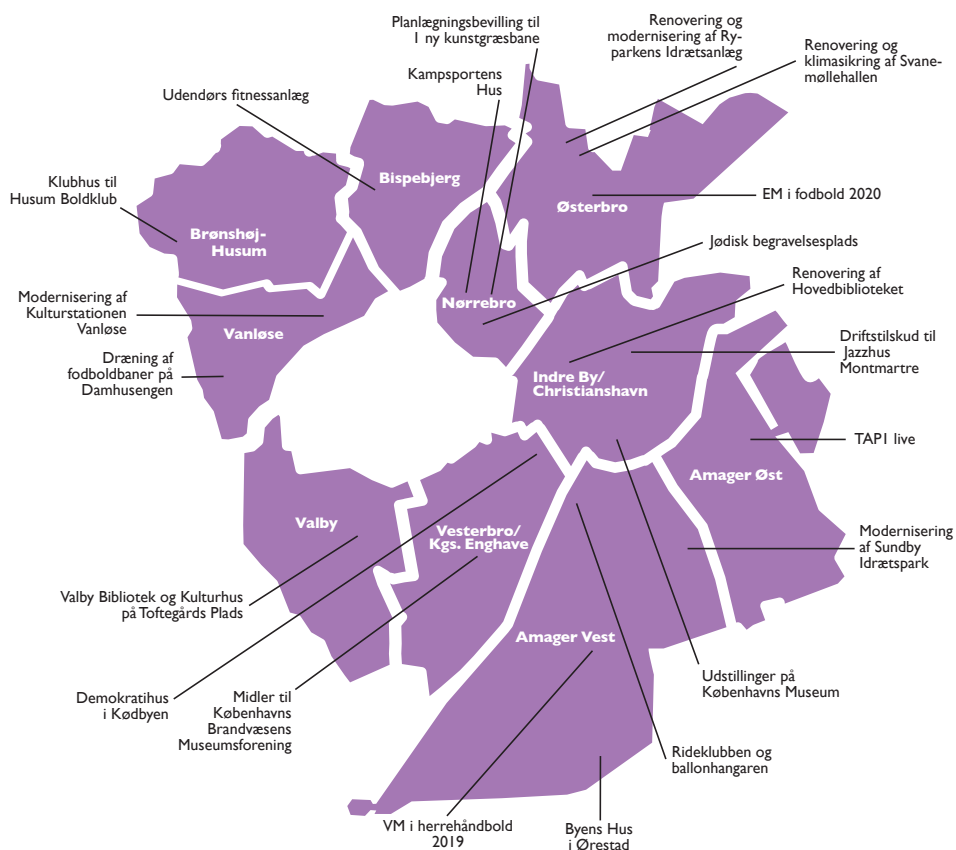 Planlægningsbevilling til
1 ny kunstgræsbane
Renovering og
modernisering af Ry-
parkens Idrætsanlæg
Renovering og
klimasikring af Svane-
møllehallen
Kampsportens
Hus
Udendørs fitnessanlæg
Klubhus til
Husum Boldklub
Bispebjerg
Østerbro
EM i fodbold 2020
Brønshøj-
Husum
Jødisk begravelsesplads
Renovering af
Hovedbiblioteket
Modernisering af
Kulturstationen
Vanløse
Vanløse
Nørrebro
Driftstilskud til
Jazzhus
Montmartre
Dræning af
fodboldbaner på
Damhusengen
Indre By/
Christianshavn
TAP1 live
Amager Øst
Valby
Vesterbro/
Kgs. Enghave
Modernisering
af Sundby
Idrætspark
Valby Bibliotek og Kulturhus
på Toftegårds Plads
Amager Vest
Udstillinger på
Københavns Museum
Demokratihus
i Kødbyen
Midler til
Københavns
Brandvæsens
Museumsforening
Rideklubben og
ballonhangaren
VM i herrehåndbold
2019
Byens Hus
i Ørestad